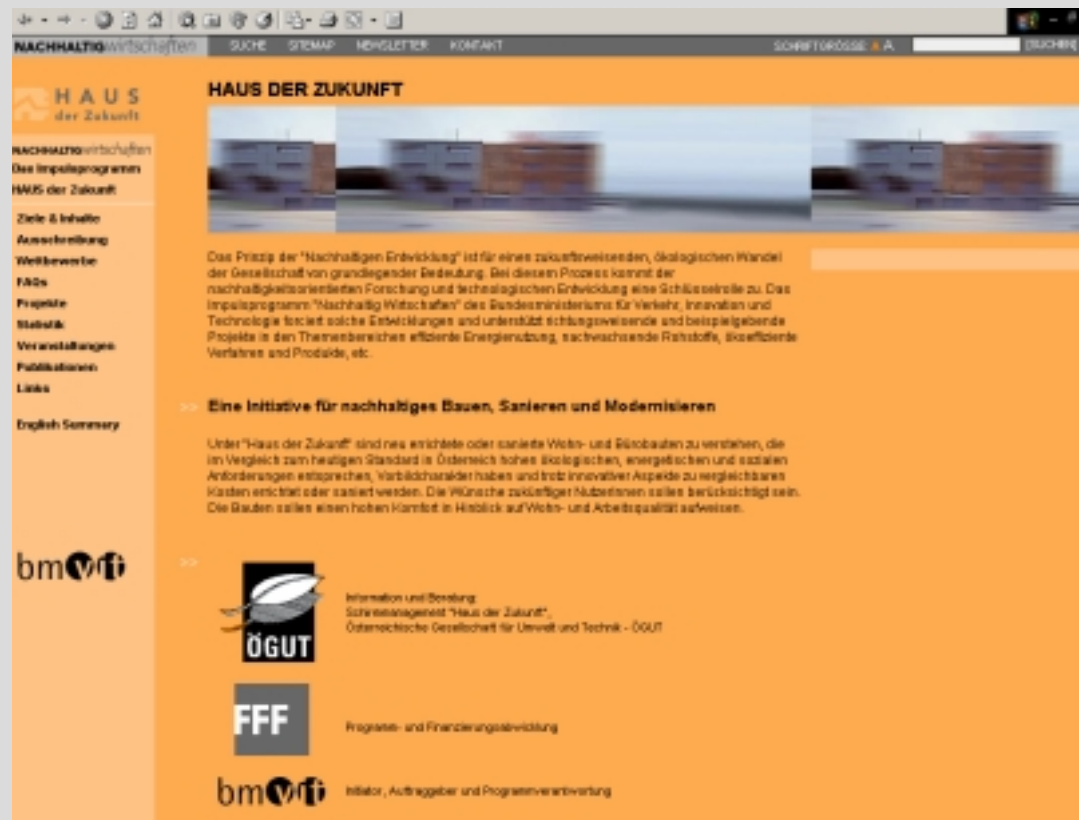 NACHHALTIGwirtschaften SUCHE SITEMAP NEWSLETTER KONTAKT SCHRIFTGRÖSSE: A A [SUCHEN]
HAUS
der Zukunft
NACHHALTIGwirtschaften
Das Impulsprogramm
HAUS der Zukunft
Ziele & Inhalte
Ausschreibung
Wettbewerbe
FAQs
Projekte
Statistik
Veranstaltungen
Publikationen
Links
English Summary
bmvit
HAUS DER ZUKUNFT
Das Prinzip der "Nachhaltigen Entwicklung" ist für einen zukunftsweisenden, ökologischen Wandel
der Gesellschaft von grundlegender Bedeutung. Bei diesem Prozess kommt der
nachhaltigkeitsorientierten Forschung und technologischen Entwicklung eine Schlüsselrolle zu. Das
Impulsprogramm "Nachhaltig Wirtschaften" des Bundesministeriums für Verkehr, Innovation und
Technologie forciert solche Entwicklungen und unterstützt richtungsweisende und beispielgebende
Projekte in den Themenbereichen effiziente Energienutzung, nachwachsende Rohstoffe, ökoeffiziente
Verfahren und Produkte, etc.
>> Eine Initiative für nachhaltiges Bauen, Sanieren und Modernisieren
Unter "Haus der Zukunft" sind neu errichtete oder sanierte Wohn- und Bürobauten zu verstehen, die
im Vergleich zum heutigen Standard in Österreich hohen ökologischen, energetischen und sozialen
Anforderungen entsprechen, Vorbildcharakter haben und trotz innovativer Aspekte zu vergleichbaren
Kosten errichtet oder saniert werden. Die Wünsche zukünftiger NutzerInnen sollen berücksichtigt sein.
Die Bauten sollen einen hohen Komfort in Hinblick auf Wohn- und Arbeitsqualität aufweisen.
>>
ÖGUT
Information und Beratung:
Schirmmanagement "Haus der Zukunft",
Österreichische Gesellschaft für Umwelt und Technik - ÖGUT
FFF
Programm- und Finanzierungsabwicklung
bmvit
Initiator, Auftraggeber und Programmverantwortung